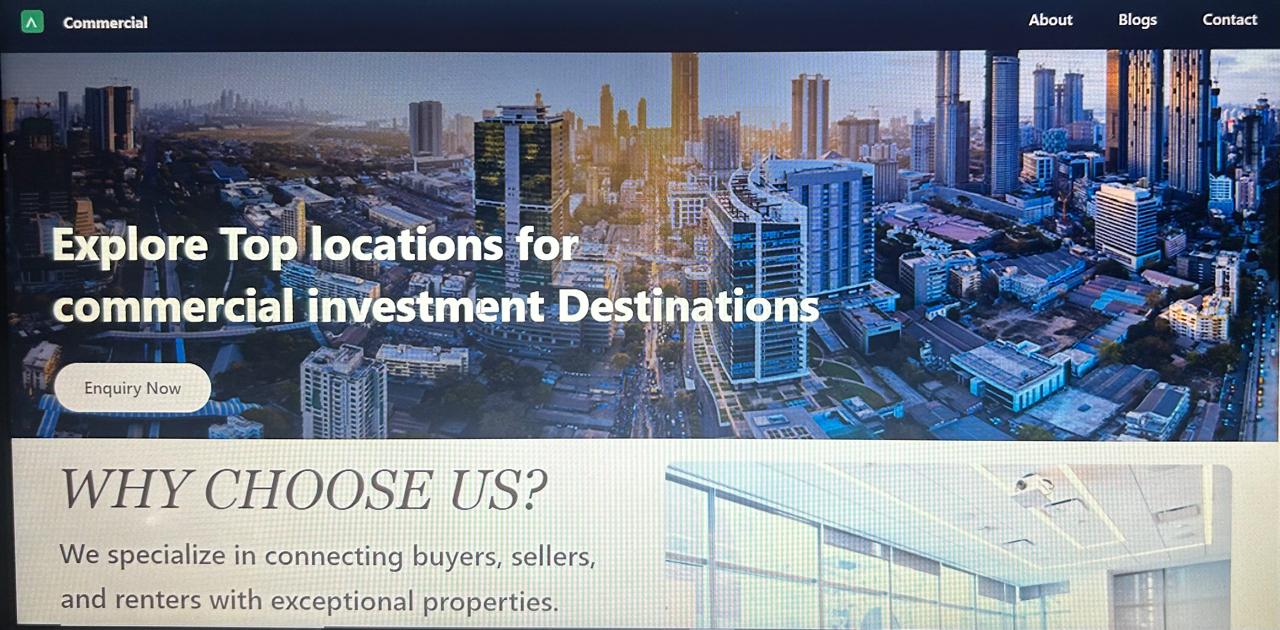 Commercial
About
Blogs
Contact
Explore Top locations for
commercial investment Destinations
Enquiry Now
WHY CHOOSE US?
We specialize in connecting buyers, sellers,
and renters with exceptional properties.